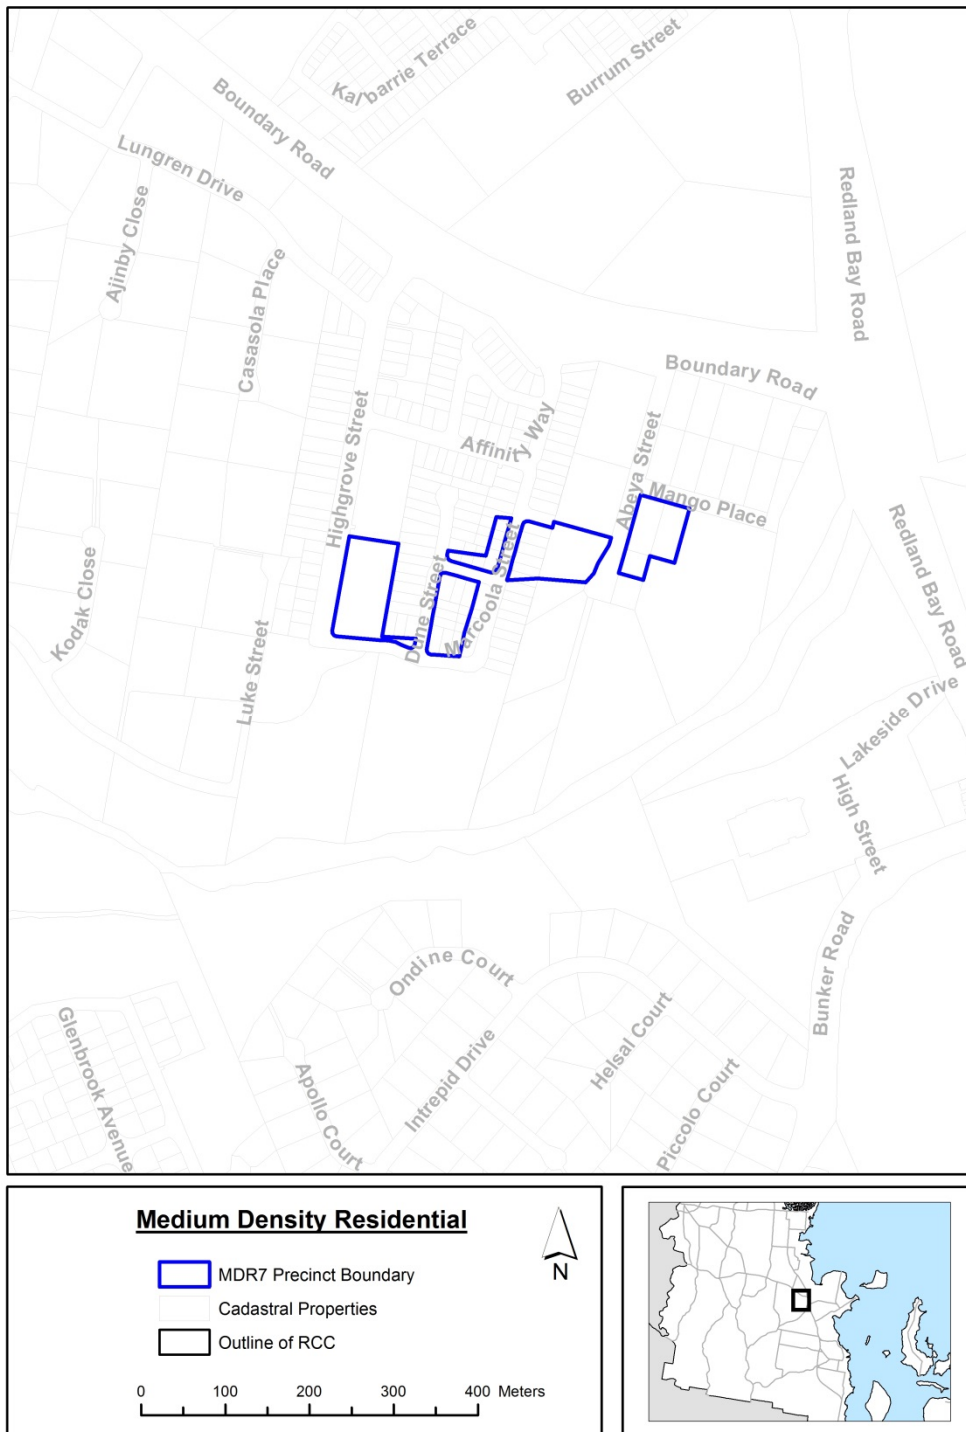 Kalbarrie Terrace
Burrum Street
Boundary Road
Lungren Drive
Redland Bay Road
Ajinby Close
Casasola Place
Boundary Road
Highgrove Street
Affinity Way
Abeya Street
Mango Place
Redland Bay Road
Kodak Close
Dune Street
Marcoola Street
Luke Street
Lakeside Drive
High Street
Ondine Court
Bunker Road
Glenbrook Avenue
Apollo Court
Intrepid Drive
Helsal Court
Piccolo Court
Medium Density Residential
MDR7 Precinct Boundary
Cadastral Properties
Outline of RCC
N
0 100 200 300 400 Meters